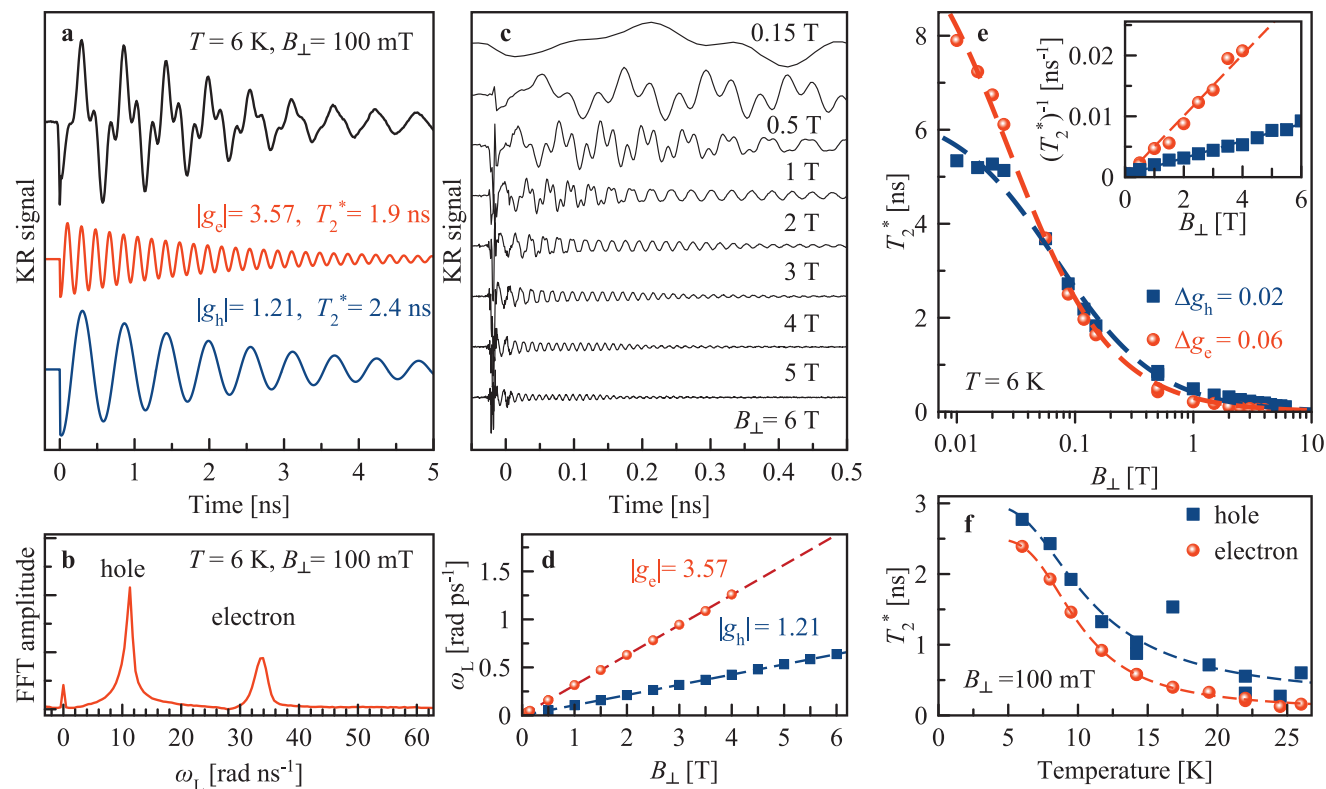 a
T = 6 K, B⊥= 100 mT
|gₑ|= 3.57, T₂* = 1.9 ns
|gₕ|= 1.21, T₂* = 2.4 ns
KR signal
0 1 2 3 4 5
Time [ns]
b
T = 6 K, B⊥= 100 mT
hole
electron
FFT amplitude
0 10 20 30 40 50 60
ω_L [rad ns⁻¹]
c
0.15 T
0.5 T
1 T
2 T
3 T
4 T
5 T
B⊥= 6 T
KR signal
0 0.1 0.2 0.3 0.4 0.5
Time [ns]
d
|gₑ|= 3.57
|gₕ|= 1.21
ω_L [rad ps⁻¹]
1.5
1
0.5
0
0 1 2 3 4 5 6
B⊥ [T]
e
T₂* [ns]
8
6
4
2
0
(T₂*)⁻¹ [ns⁻¹]
0.02
0.01
0
0 2 4 6
B⊥ [T]
Δgₕ = 0.02
Δgₑ = 0.06
T = 6 K
0.01 0.1 1 10
B⊥ [T]
f
hole
electron
T₂* [ns]
3
2
1
0
B⊥ =100 mT
0 5 10 15 20 25
Temperature [K]